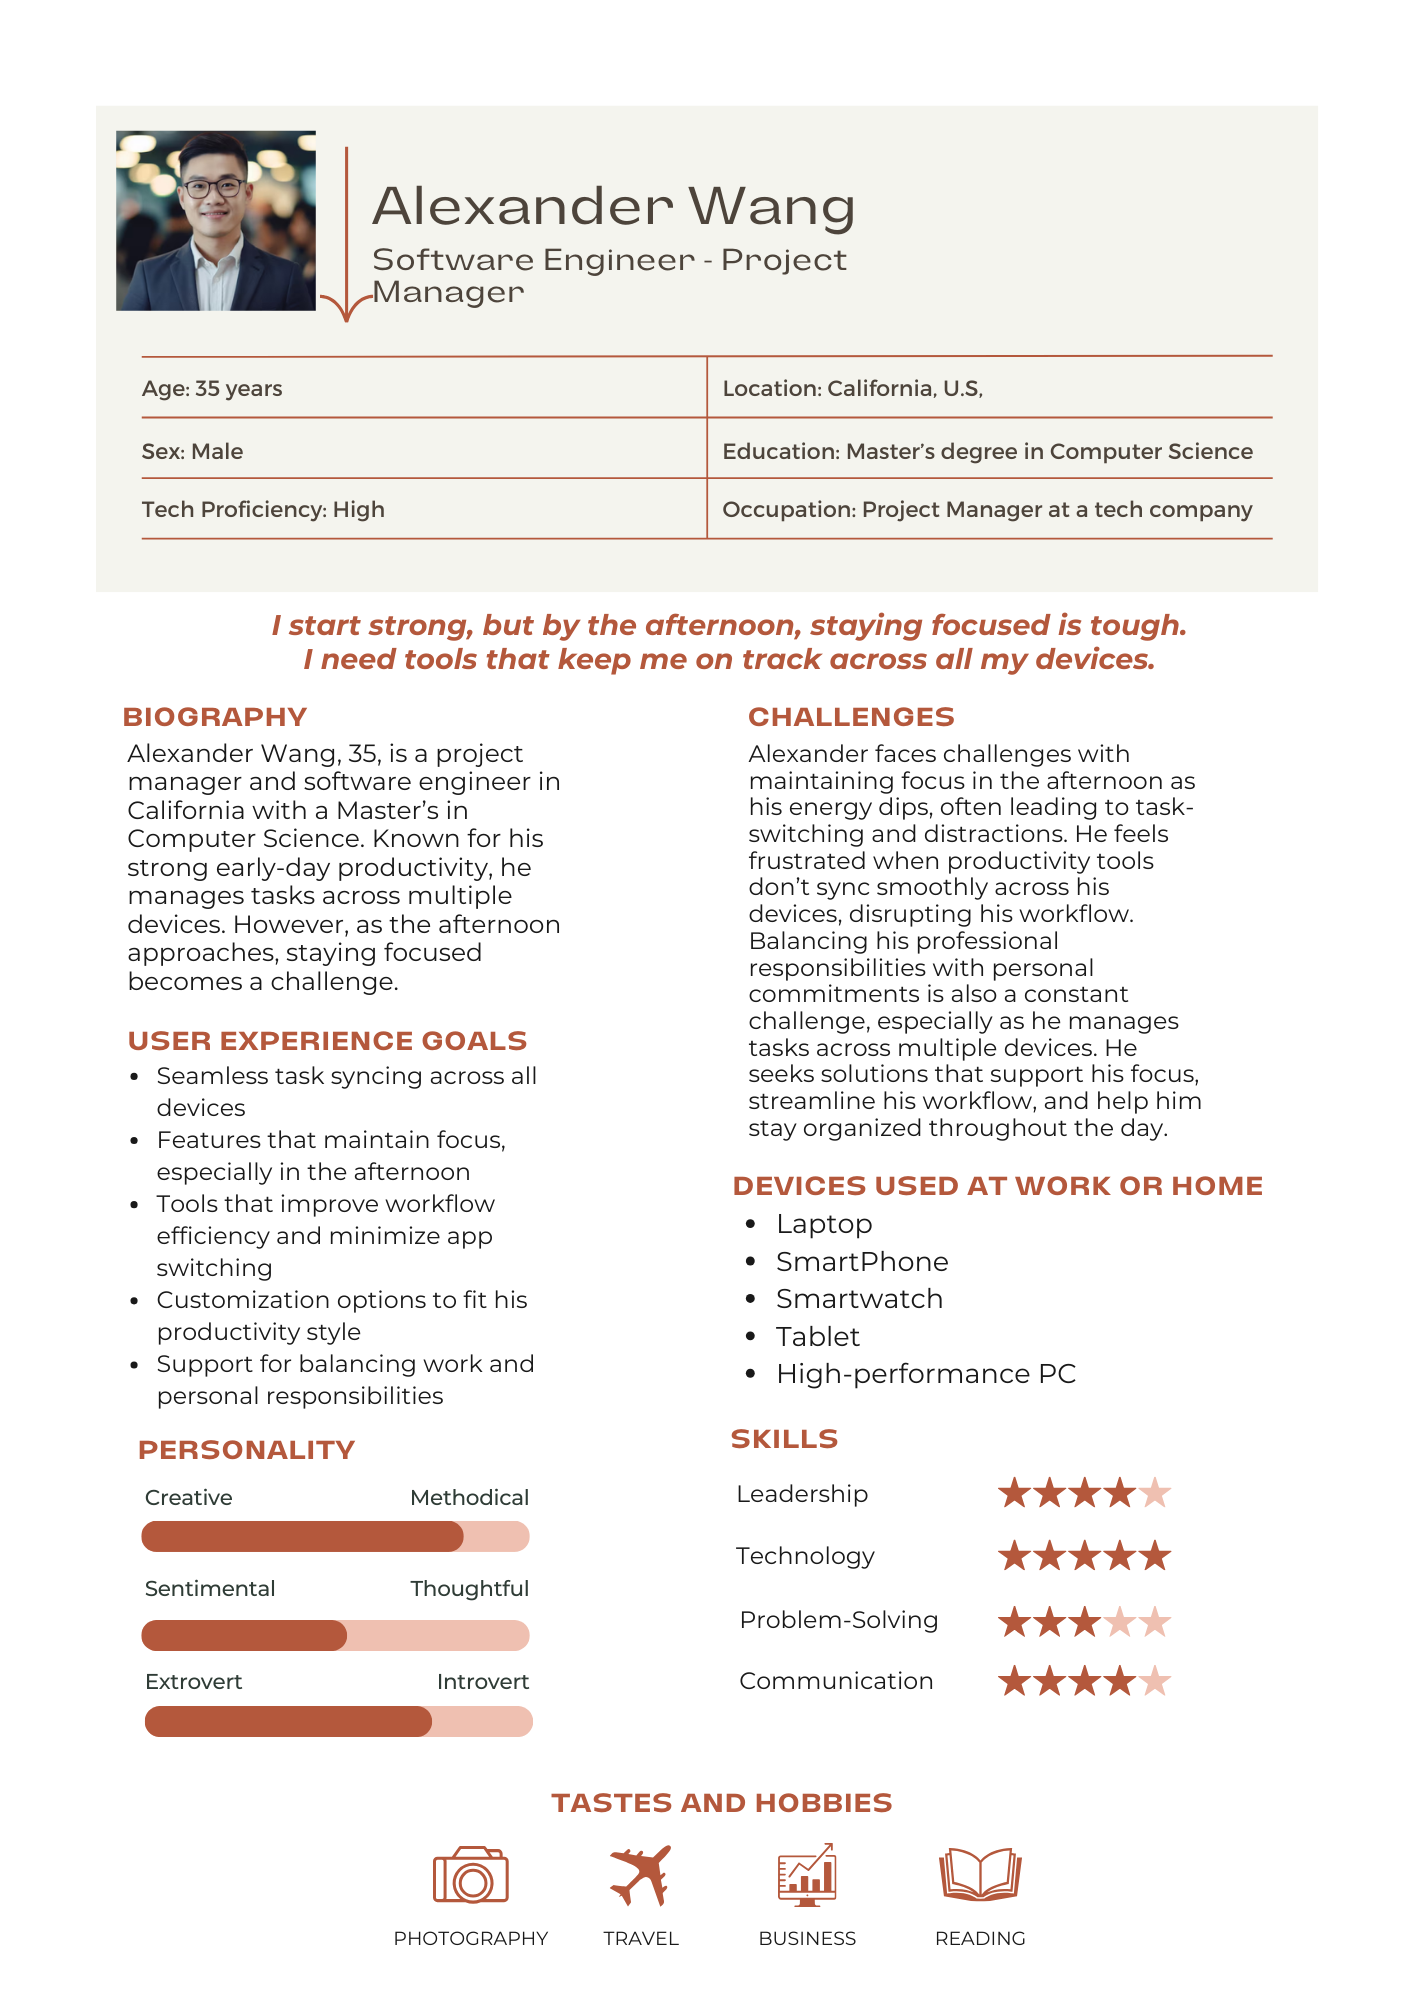 Alexander Wang
Software Engineer - Project
Manager
Age: 35 years
Location: California, U.S,
Sex: Male
Education: Master’s degree in Computer Science
Tech Proficiency: High
Occupation: Project Manager at a tech company
I start strong, but by the afternoon, staying focused is tough.
I need tools that keep me on track across all my devices.
BIOGRAPHY
Alexander Wang, 35, is a project
manager and software engineer in
California with a Master’s in
Computer Science. Known for his
strong early-day productivity, he
manages tasks across multiple
devices. However, as the afternoon
approaches, staying focused
becomes a challenge.
USER EXPERIENCE GOALS
• Seamless task syncing across all
devices
• Features that maintain focus,
especially in the afternoon
• Tools that improve workflow
efficiency and minimize app
switching
• Customization options to fit his
productivity style
• Support for balancing work and
personal responsibilities
PERSONALITY
Creative Methodical
Sentimental Thoughtful
Extrovert Introvert
CHALLENGES
Alexander faces challenges with
maintaining focus in the afternoon as
his energy dips, often leading to task-
switching and distractions. He feels
frustrated when productivity tools
don’t sync smoothly across his
devices, disrupting his workflow.
Balancing his professional
responsibilities with personal
commitments is also a constant
challenge, especially as he manages
tasks across multiple devices. He
seeks solutions that support his focus,
streamline his workflow, and help him
stay organized throughout the day.
DEVICES USED AT WORK OR HOME
• Laptop
• SmartPhone
• Smartwatch
• Tablet
• High-performance PC
SKILLS
Leadership
Technology
Problem-Solving
Communication
TASTES AND HOBBIES
PHOTOGRAPHY TRAVEL BUSINESS READING